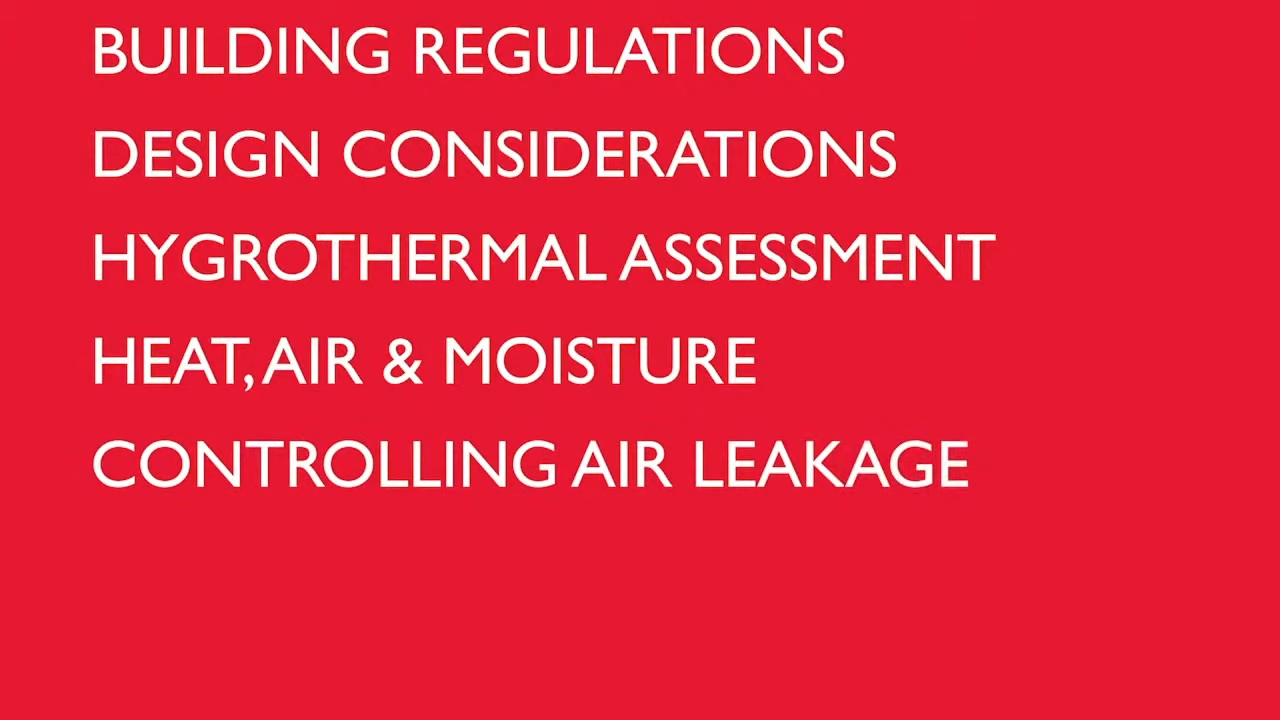 BUILDING REGULATIONS
DESIGN CONSIDERATIONS
HYGROTHERMAL ASSESSMENT
HEAT, AIR & MOISTURE
CONTROLLING AIR LEAKAGE